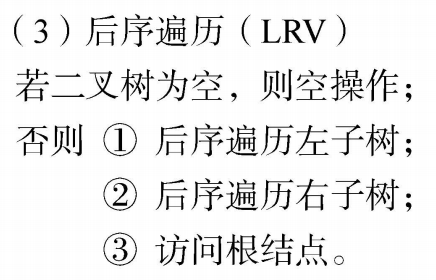 （3）后序遍历（LRV）
若二叉树为空，则空操作；
否则 ① 后序遍历左子树；
② 后序遍历右子树；
③ 访问根结点。